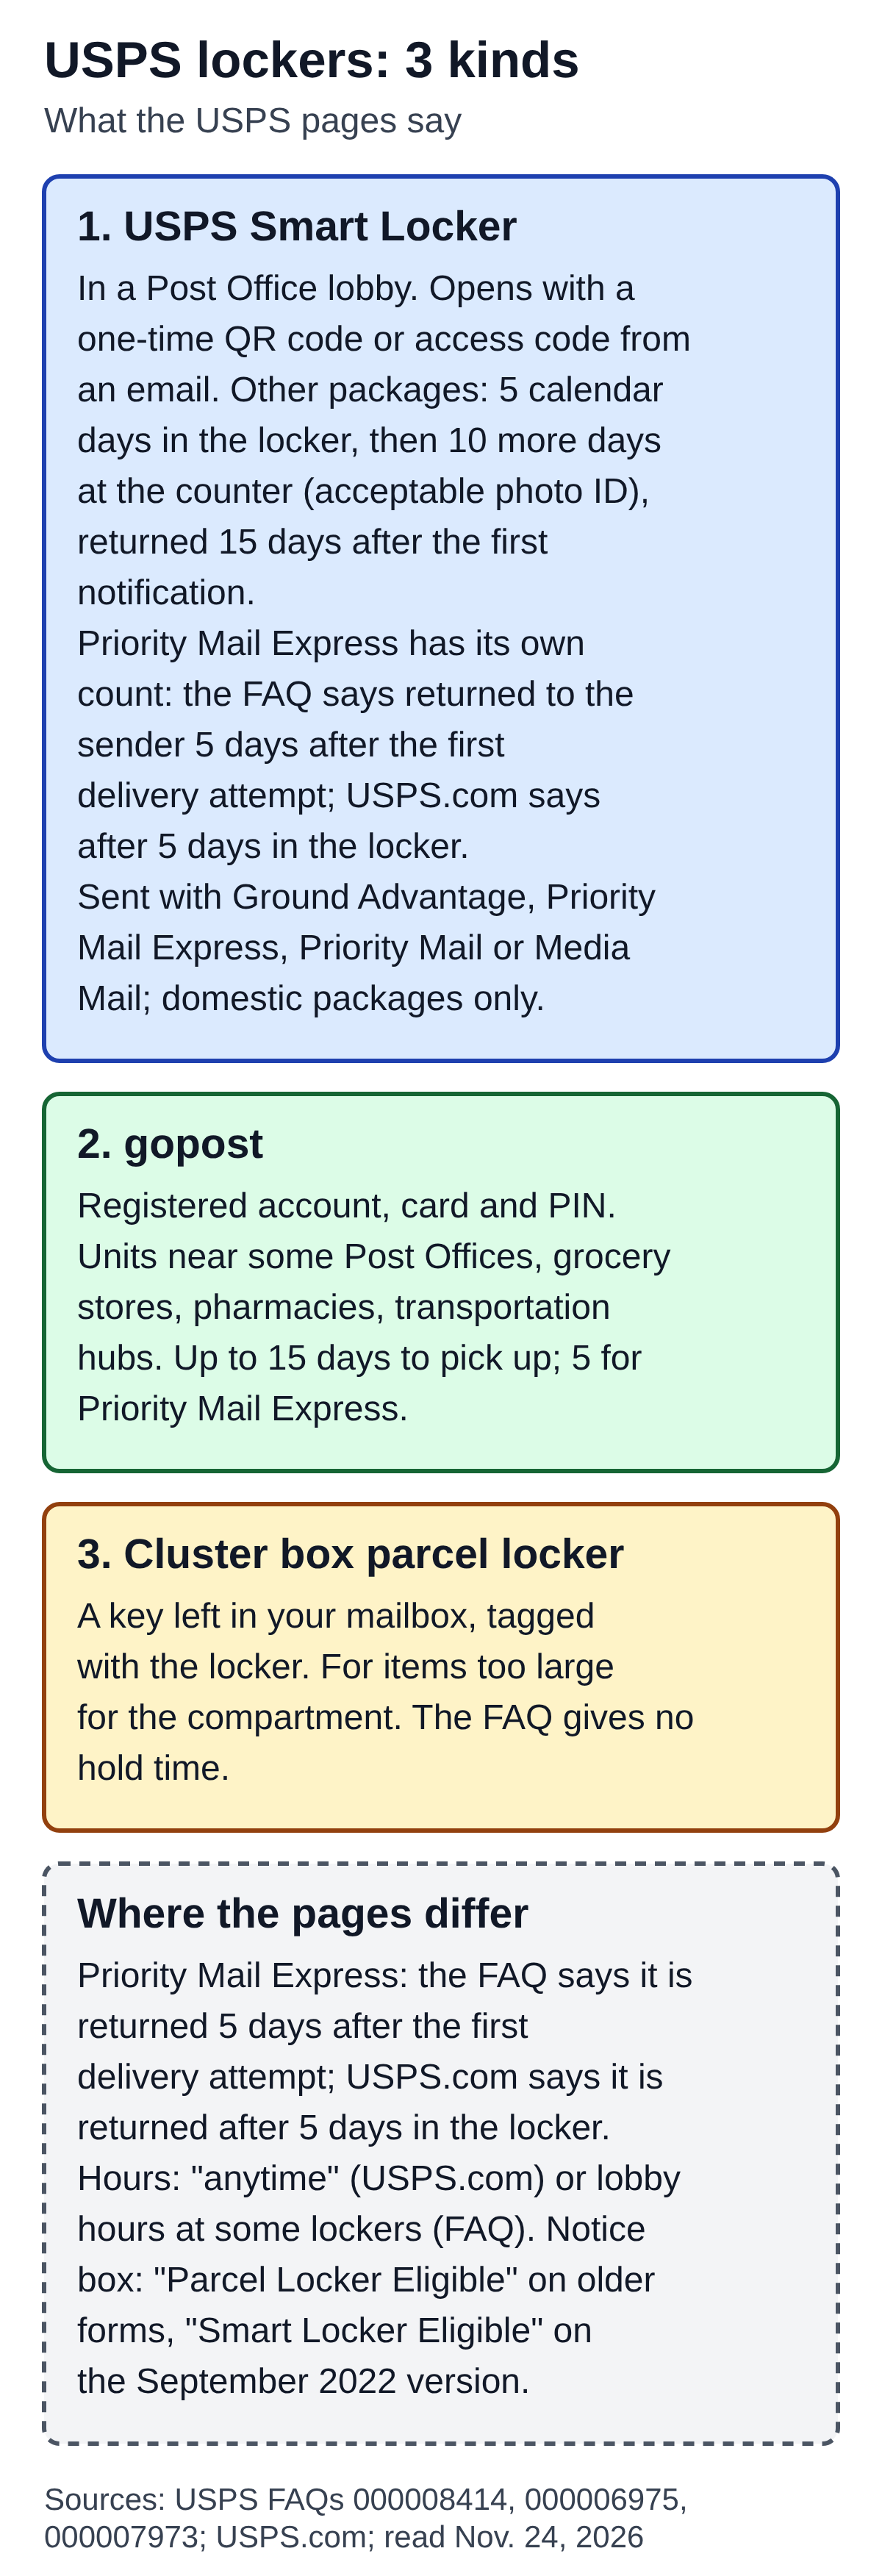 USPS lockers: 3 kinds
What the USPS pages say
1. USPS Smart Locker
In a Post Office lobby. Opens with a
one-time QR code or access code from
an email. Other packages: 5 calendar
days in the locker, then 10 more days
at the counter (acceptable photo ID),
returned 15 days after the first
notification.
Priority Mail Express has its own
count: the FAQ says returned to the
sender 5 days after the first
delivery attempt; USPS.com says
after 5 days in the locker.
Sent with Ground Advantage, Priority
Mail Express, Priority Mail or Media
Mail; domestic packages only.
2. gopost
Registered account, card and PIN.
Units near some Post Offices, grocery
stores, pharmacies, transportation
hubs. Up to 15 days to pick up; 5 for
Priority Mail Express.
3. Cluster box parcel locker
A key left in your mailbox, tagged
with the locker. For items too large
for the compartment. The FAQ gives no
hold time.
Where the pages differ
Priority Mail Express: the FAQ says it is
returned 5 days after the first
delivery attempt; USPS.com says it is
returned after 5 days in the locker.
Hours: "anytime" (USPS.com) or lobby
hours at some lockers (FAQ). Notice
box: "Parcel Locker Eligible" on older
forms, "Smart Locker Eligible" on
the September 2022 version.
Sources: USPS FAQs 000008414, 000006975,
000007973; USPS.com; read Nov. 24, 2026